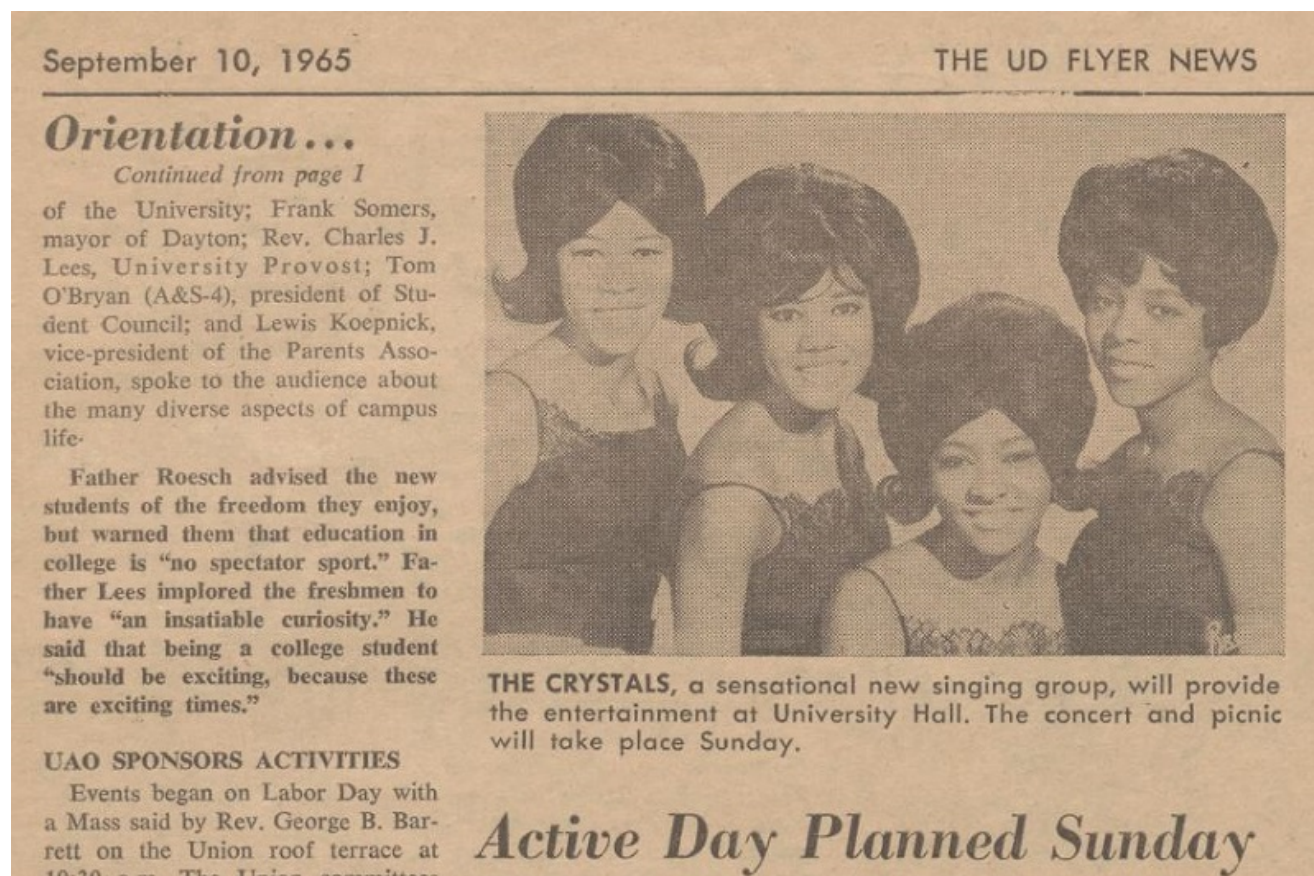 September 10, 1965
THE UD FLYER NEWS
Orientation...
Continued from page 1
of the University; Frank Somers,
mayor of Dayton; Rev. Charles J.
Lees, University Provost; Tom
O'Bryan (A&S-4), president of Stu-
dent Council; and Lewis Koepnick,
vice-president of the Parents Asso-
ciation, spoke to the audience about
the many diverse aspects of campus
life.
Father Roesch advised the new
students of the freedom they enjoy,
but warned them that education in
college is “no spectator sport.” Fa-
ther Lees implored the freshmen to
have “an insatiable curiosity.” He
said that being a college student
“should be exciting, because these
are exciting times.”
UAO SPONSORS ACTIVITIES
Events began on Labor Day with
a Mass said by Rev. George B. Bar-
rett on the Union roof terrace at
THE CRYSTALS, a sensational new singing group, will provide
the entertainment at University Hall. The concert and picnic
will take place Sunday.
Active Day Planned Sunday